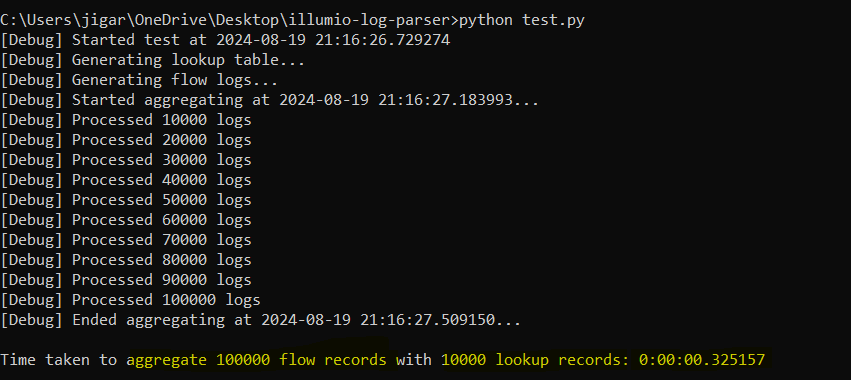 C:\Users\jigar\OneDrive\Desktop\illumio-log-parser>python test.py
[Debug] Started test at 2024-08-19 21:16:26.729274
[Debug] Generating lookup table...
[Debug] Generating flow logs...
[Debug] Started aggregating at 2024-08-19 21:16:27.183993...
[Debug] Processed 10000 logs
[Debug] Processed 20000 logs
[Debug] Processed 30000 logs
[Debug] Processed 40000 logs
[Debug] Processed 50000 logs
[Debug] Processed 60000 logs
[Debug] Processed 70000 logs
[Debug] Processed 80000 logs
[Debug] Processed 90000 logs
[Debug] Processed 100000 logs
[Debug] Ended aggregating at 2024-08-19 21:16:27.509150...
Time taken to aggregate 100000 flow records with 10000 lookup records: 0:00:00.325157